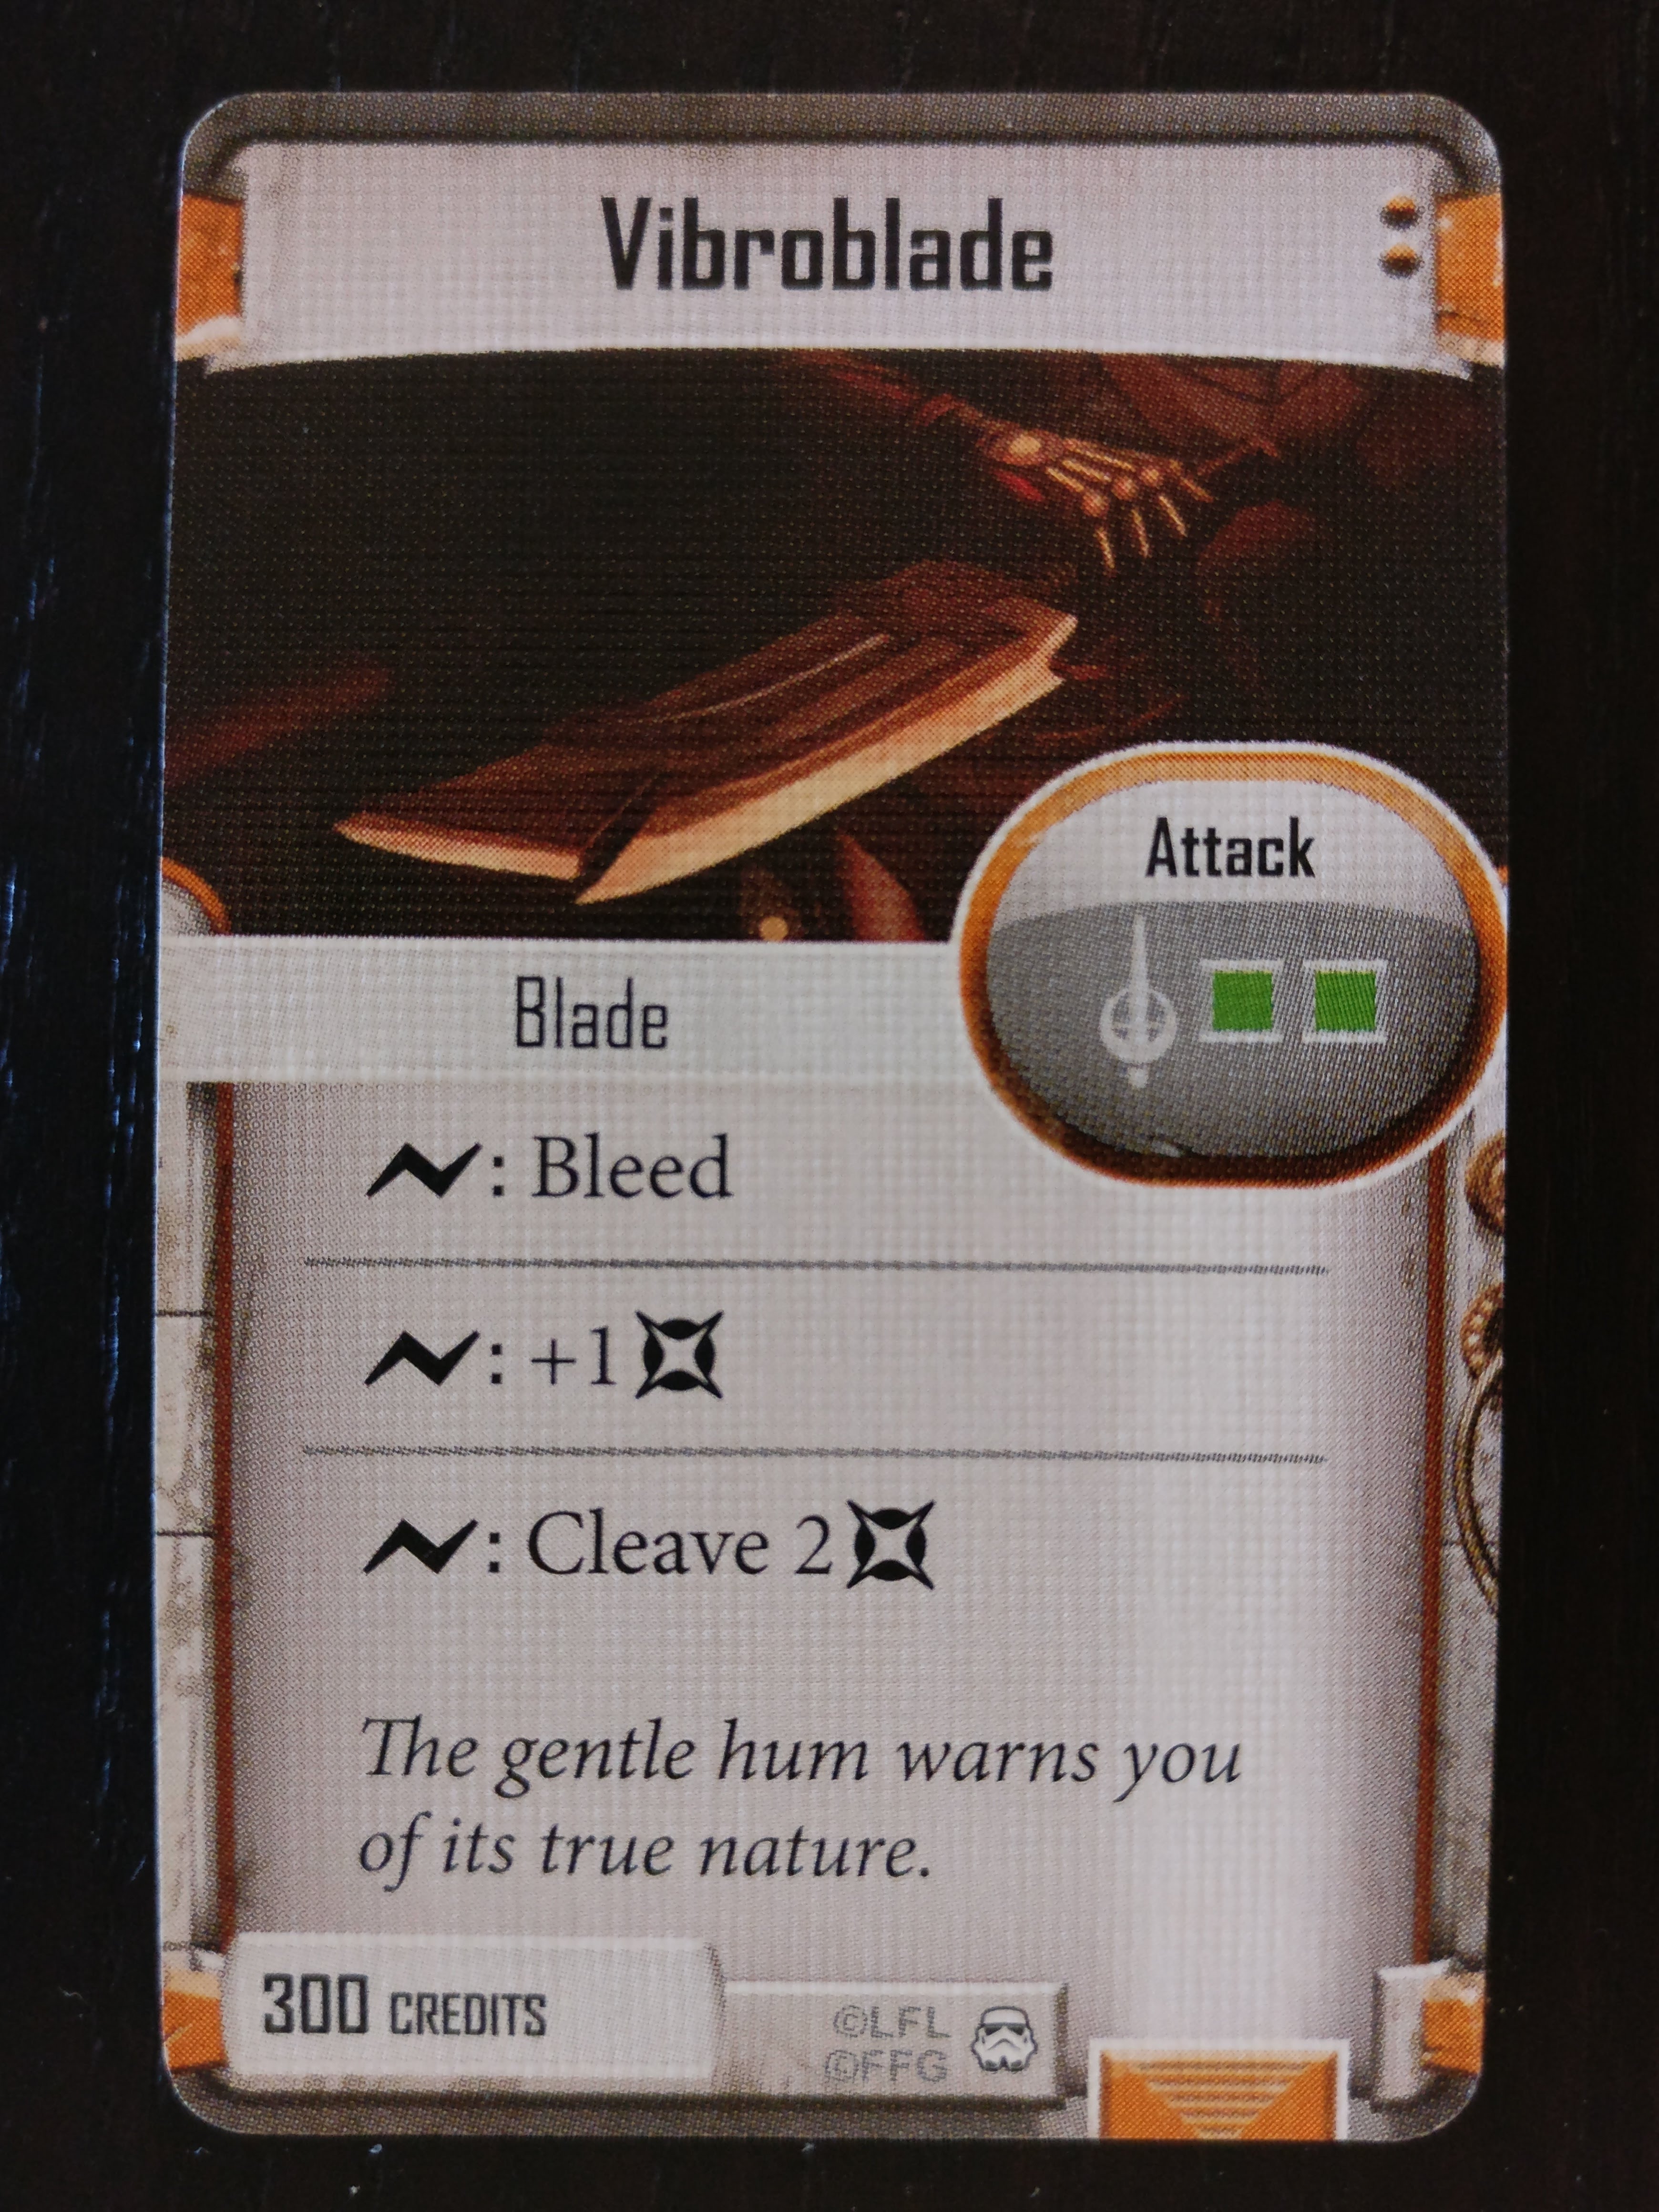 Vibroblade
Attack
Blade
: Bleed
: +1
: Cleave 2
The gentle hum warns you
of its true nature.
300 CREDITS
©LFL
©FFG